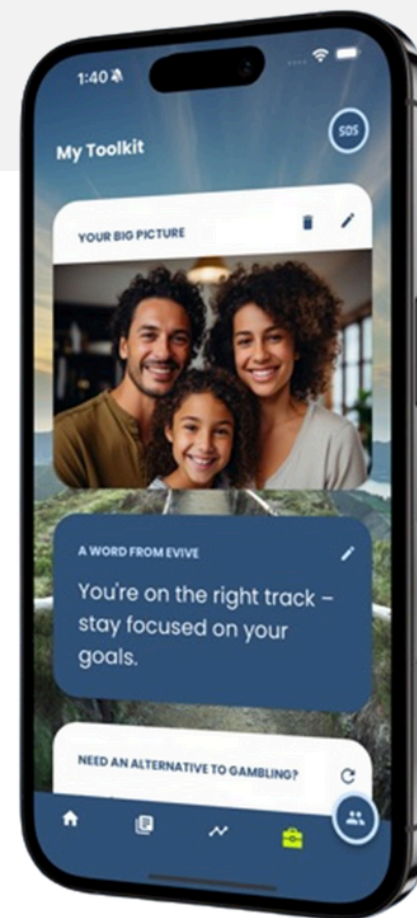 1:40
My Toolkit
SOS
YOUR BIG PICTURE
A WORD FROM EVIVE
You're on the right track –
stay focused on your
goals.
NEED AN ALTERNATIVE TO GAMBLING?